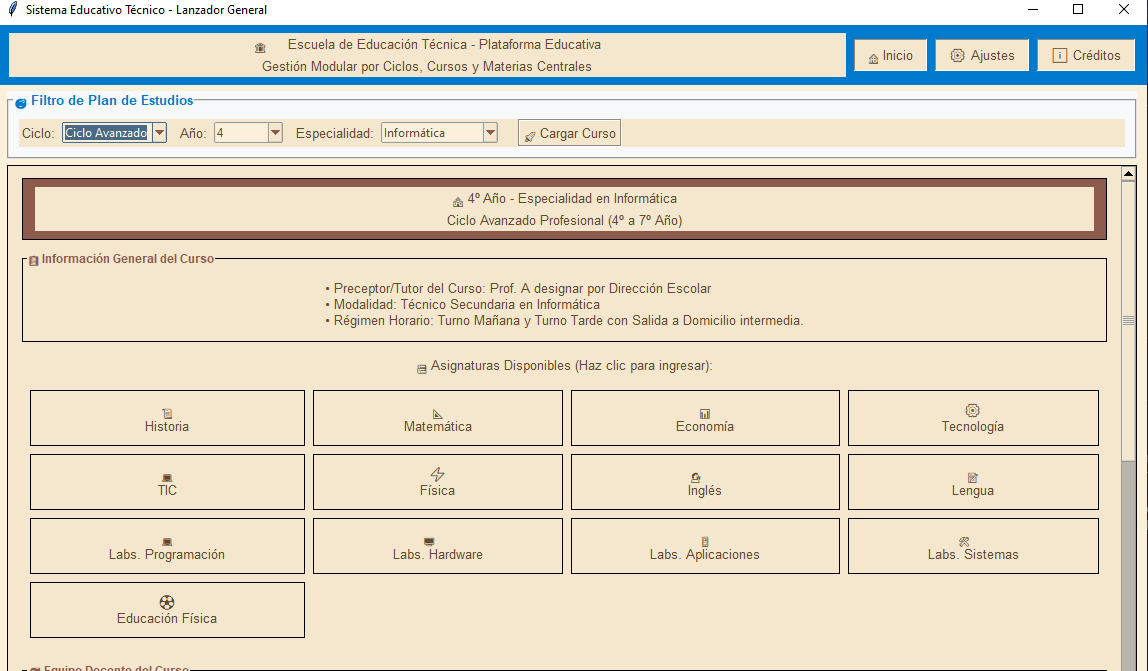 Sistema Educativo Técnico - Lanzador General
Escuela de Educación Técnica - Plataforma Educativa
Gestión Modular por Ciclos, Cursos y Materias Centrales
Inicio
Ajustes
Créditos
Filtro de Plan de Estudios
Ciclo: Ciclo Avanzado Año: 4 Especialidad: Informática Cargar Curso
4º Año - Especialidad en Informática
Ciclo Avanzado Profesional (4º a 7º Año)
Información General del Curso
• Preceptor/Tutor del Curso: Prof. A designar por Dirección Escolar
• Modalidad: Técnico Secundaria en Informática
• Régimen Horario: Turno Mañana y Turno Tarde con Salida a Domicilio intermedia.
Asignaturas Disponibles (Haz clic para ingresar):
Historia
Matemática
Economía
Tecnología
TIC
Física
Inglés
Lengua
Labs. Programación
Labs. Hardware
Labs. Aplicaciones
Labs. Sistemas
Educación Física
Equipo Docente del Curso